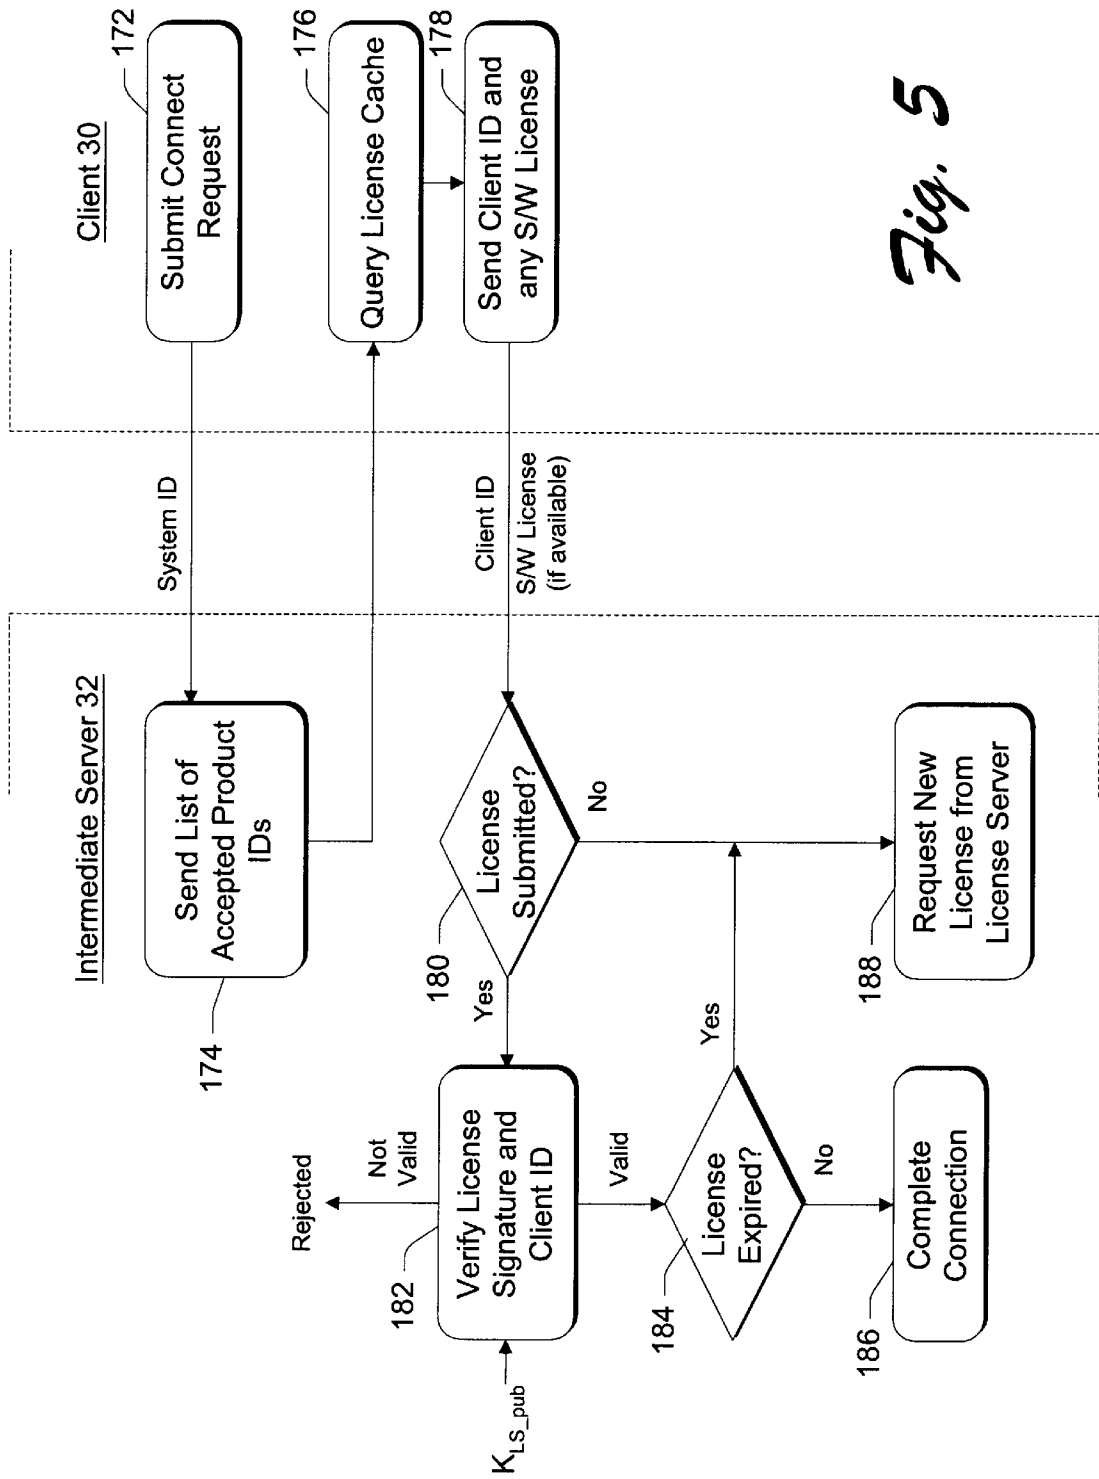 Intermediate Server 32
Client 30
172
Submit Connect
Request
System ID
174
Send List of
Accepted Product
IDs
176
Query License Cache
178
Send Client ID and
any S/W License
Client ID
S/W License
(if available)
180
License
Submitted?
Yes
No
Rejected
Not
Valid
182
Verify License
Signature and
Client ID
K_LS_pub
Valid
184
License
Expired?
Yes
No
186
Complete
Connection
188
Request New
License from
License Server
Fig. 5